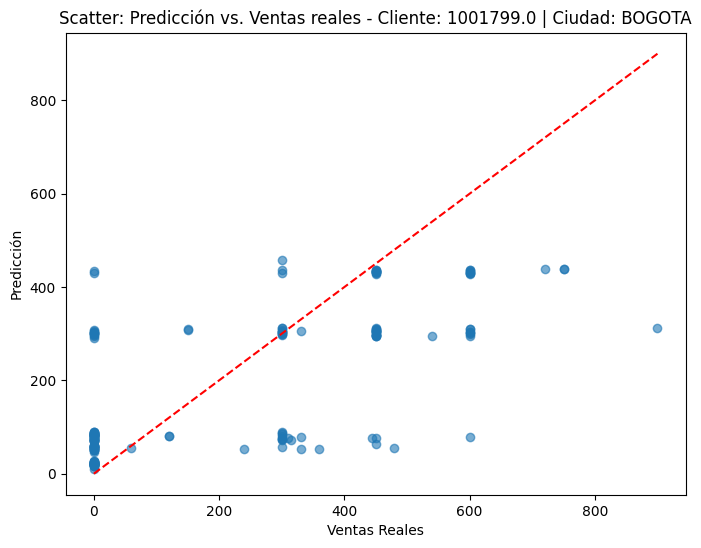 Scatter: Predicción vs. Ventas reales - Cliente: 1001799.0 | Ciudad: BOGOTA
800
600
400
200
0
Predicción
0 200 400 600 800
Ventas Reales